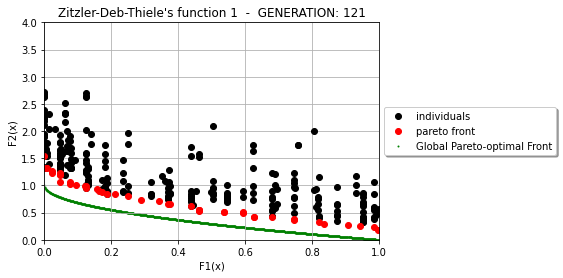 Zitzler-Deb-Thiele's function 1 - GENERATION: 121
4.0
3.5
3.0
2.5
2.0
1.5
1.0
0.5
0.0
F2(x)
0.0 0.2 0.4 0.6 0.8 1.0
F1(x)
individuals
pareto front
Global Pareto-optimal Front